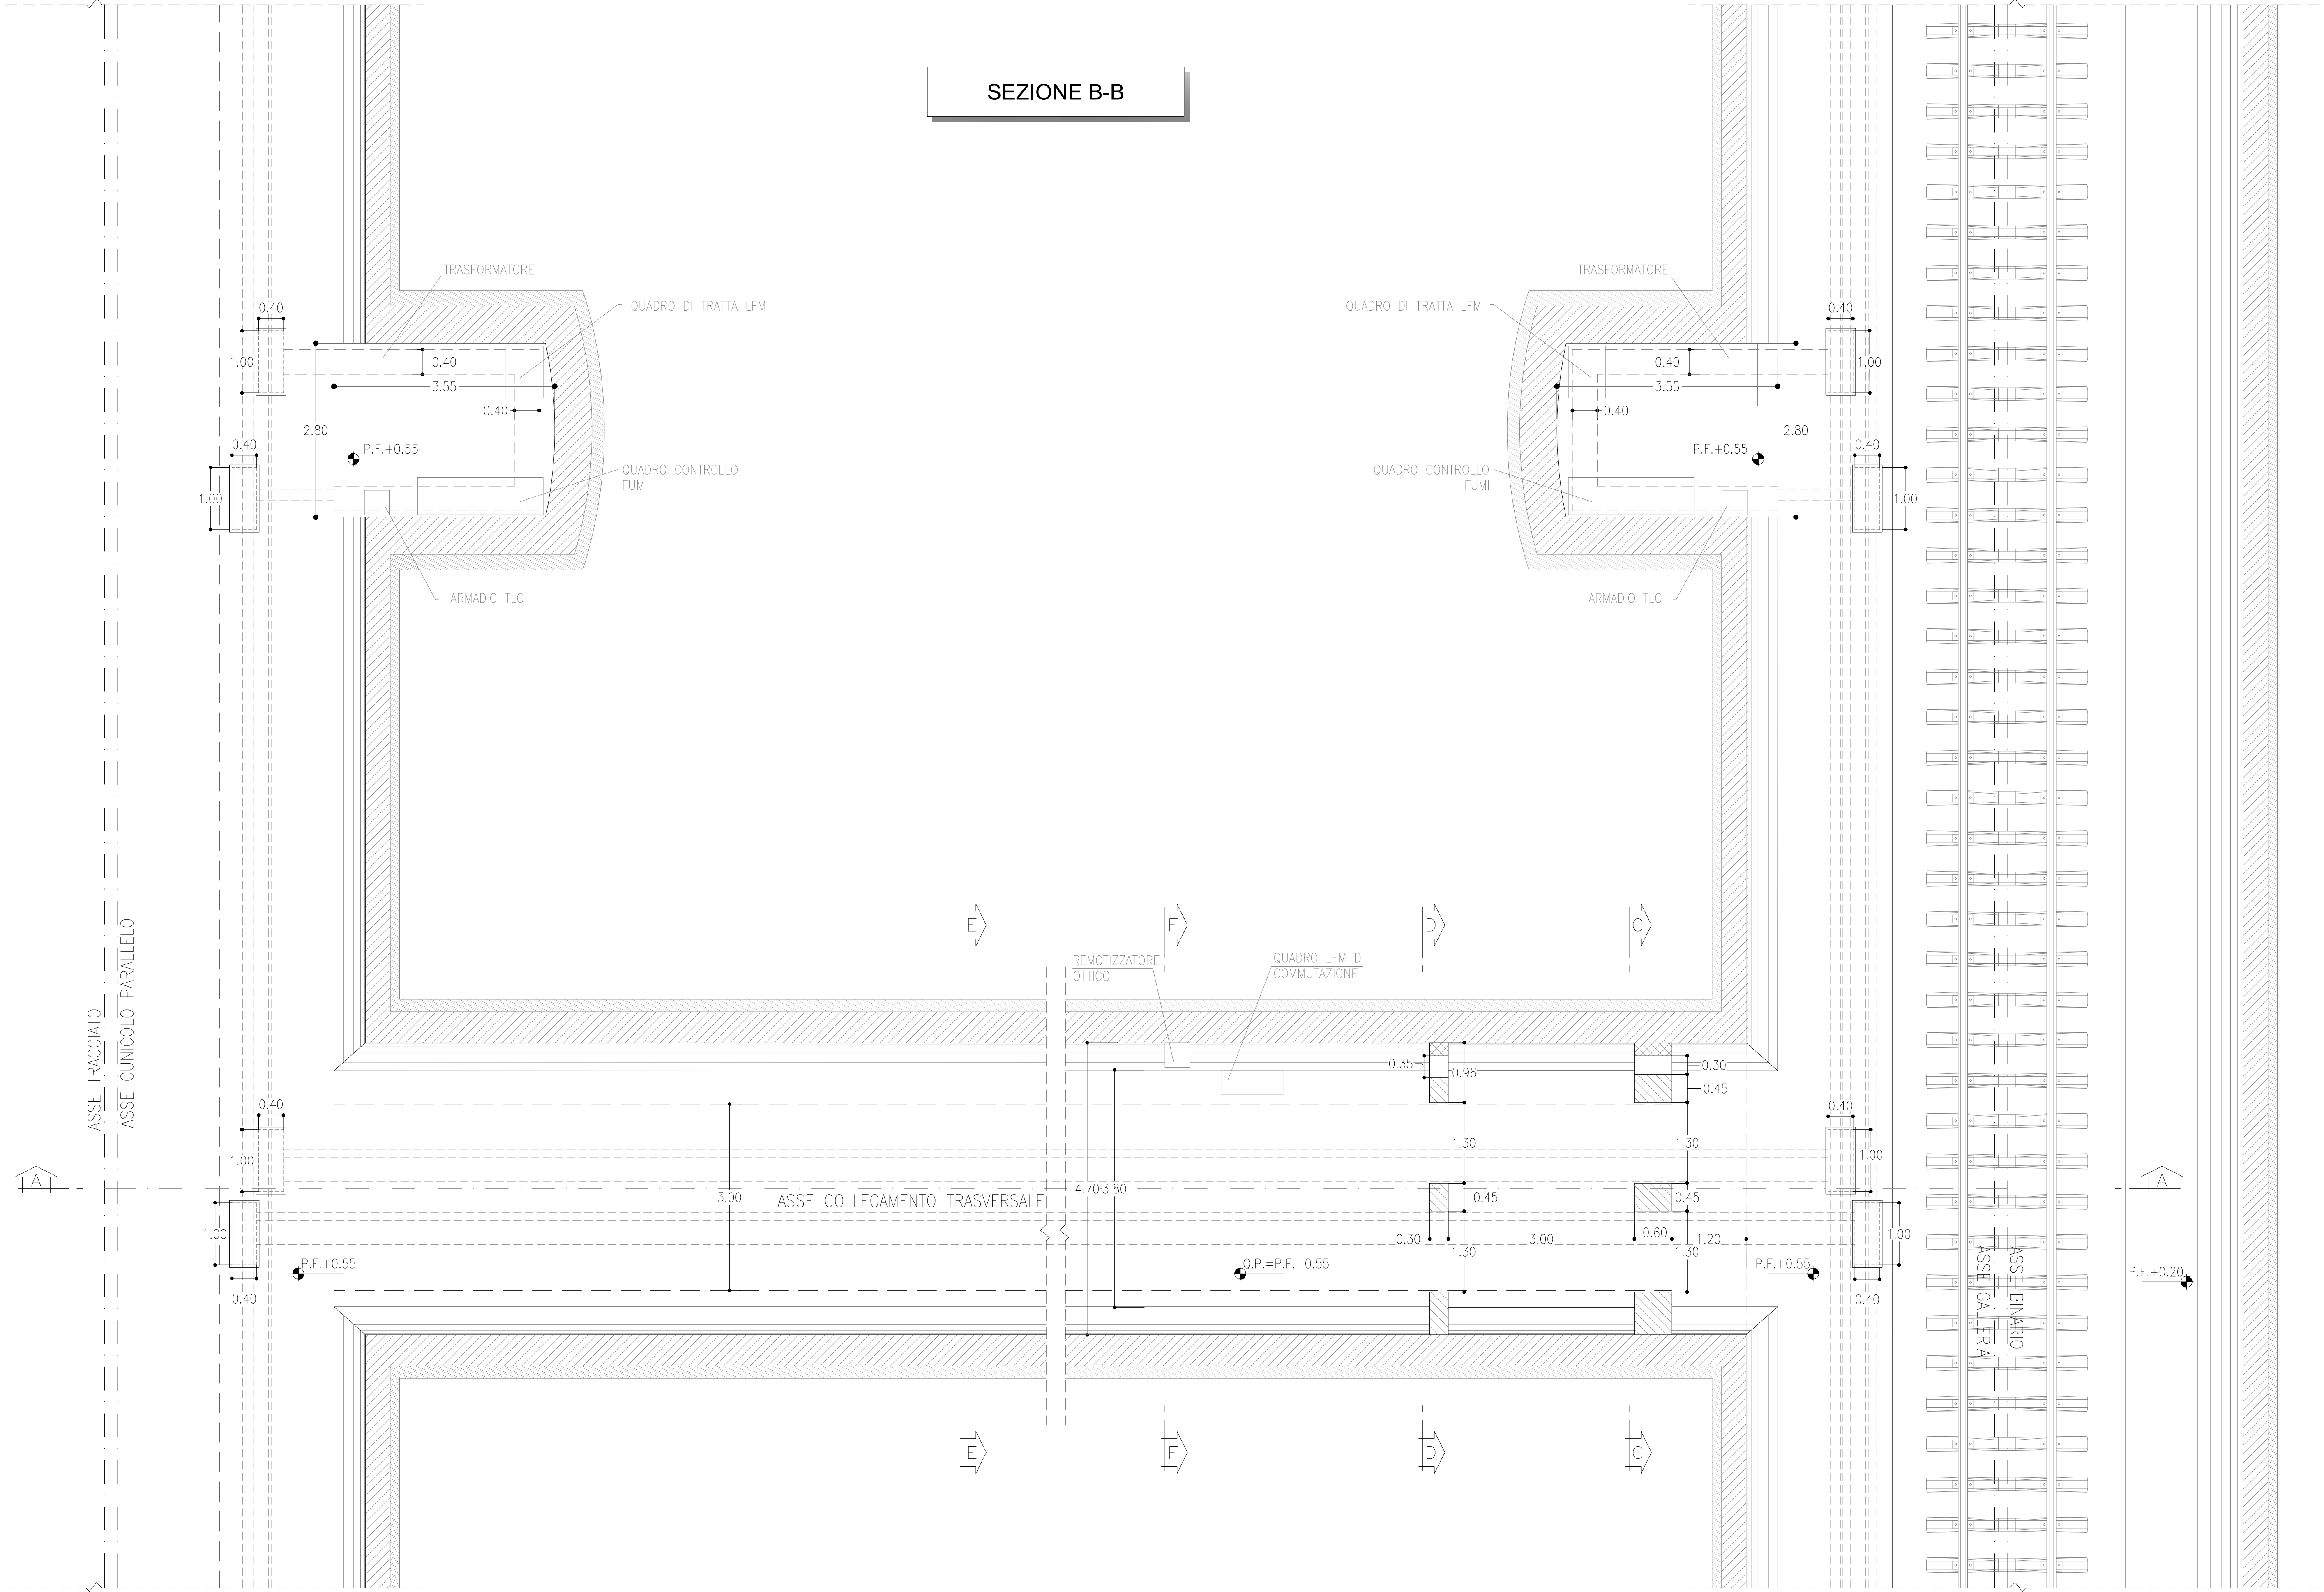 SEZIONE B-B
TRASFORMATORE
TRASFORMATORE
QUADRO DI TRATTA LFM
QUADRO DI TRATTA LFM
0.40
0.40
1.00
0.40
0.40
1.00
3.55
3.55
0.40
0.40
2.80
2.80
0.40
P.F.+0.55
P.F.+0.55
0.40
QUADRO CONTROLLO
FUMI
QUADRO CONTROLLO
FUMI
1.00
1.00
ARMADIO TLC
ARMADIO TLC
E
F
D
C
REMOTIZZATORE
OTTICO
QUADRO LFM DI
COMMUTAZIONE
ASSE TRACCIATO
ASSE CUNICOLO PARALLELO
0.35
0.96
0.30
0.45
0.40
0.40
1.00
1.30
1.30
1.00
A
A
3.00
ASSE COLLEGAMENTO TRASVERSALE
4.70
3.80
0.45
0.45
1.00
1.00
0.30
3.00
0.60
1.20
1.30
1.30
P.F.+0.55
Q.P.=P.F.+0.55
P.F.+0.55
P.F.+0.20
0.40
0.40
ASSE GALLERIA
ASSE BINARIO
E
F
D
C